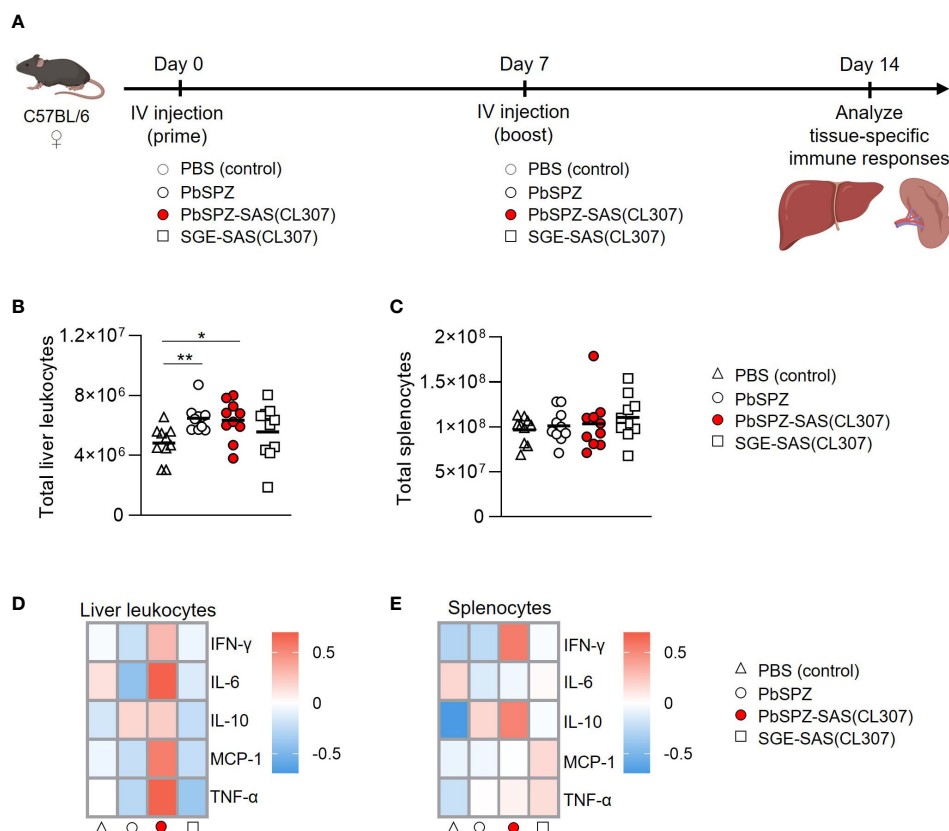 A
Day 0
Day 7
Day 14
C57BL/6
♀
IV injection
(prime)
IV injection
(boost)
Analyze
tissue-specific
immune responses
PBS (control)
PbSPZ
PbSPZ-SAS(CL307)
SGE-SAS(CL307)
PBS (control)
PbSPZ
PbSPZ-SAS(CL307)
SGE-SAS(CL307)
B
Total liver leukocytes
1.2×10⁷
8×10⁶
4×10⁶
0
*
**
C
Total splenocytes
2×10⁸
1.5×10⁸
1×10⁸
5×10⁷
0
PBS (control)
PbSPZ
PbSPZ-SAS(CL307)
SGE-SAS(CL307)
D
Liver leukocytes
IFN-γ
IL-6
IL-10
MCP-1
TNF-α
0.5
0
-0.5
E
Splenocytes
IFN-γ
IL-6
IL-10
MCP-1
TNF-α
0.5
0
-0.5
PBS (control)
PbSPZ
PbSPZ-SAS(CL307)
SGE-SAS(CL307)